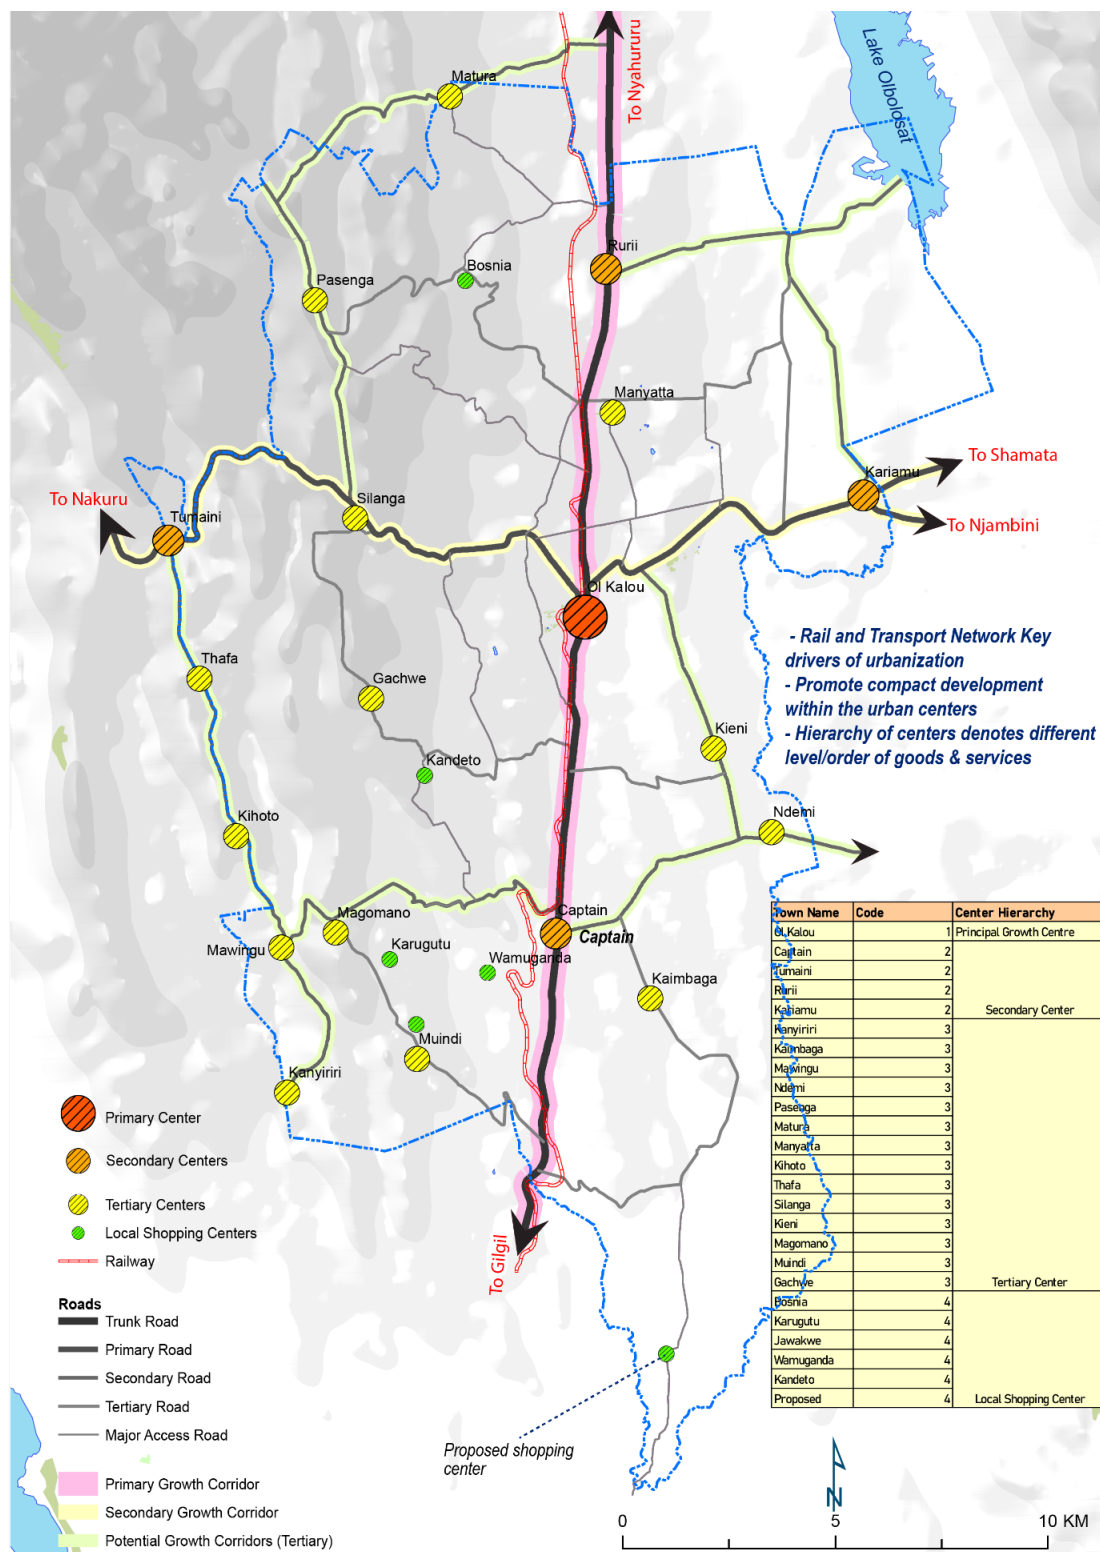 To Nyahururu
Lake Olbolosat
Matura
Rurii
Bosnia
Pasenga
Manyatta
To Shamata
Kariamu
To Nakuru
Silanga
Tumaini
To Njambini
Ol Kalou
- Rail and Transport Network Key
drivers of urbanization
- Promote compact development
within the urban centers
- Hierarchy of centers denotes different
level/order of goods & services
Thafa
Gachwe
Kieni
Kandeto
Kihoto
Ndemi
Magomano
Captain
Captain
Mawingu
Karugutu
Wamuganda
Kaimbaga
Muindi
Kanyiriri
Town Name Code Center Hierarchy
Ol Kalou 1 Principal Growth Centre
Captain 2
Tumaini 2
Rurii 2
Kariamu 2 Secondary Center
Kanyiriri 3
Kaimbaga 3
Mawingu 3
Ndemi 3
Pasenga 3
Matura 3
Manyatta 3
Kihoto 3
Thafa 3
Silanga 3
Kieni 3
Magomano 3
Muindi 3
Gachwe 3 Tertiary Center
Bosnia 4
Karugutu 4
Jawakwe 4
Wamuganda 4
Kandeto 4
Proposed 4 Local Shopping Center
Primary Center
Secondary Centers
Tertiary Centers
Local Shopping Centers
Railway
To Gilgil
Roads
Trunk Road
Primary Road
Secondary Road
Tertiary Road
Major Access Road
Primary Growth Corridor
Secondary Growth Corridor
Potential Growth Corridors (Tertiary)
Proposed shopping
center
N
0 5 10 KM